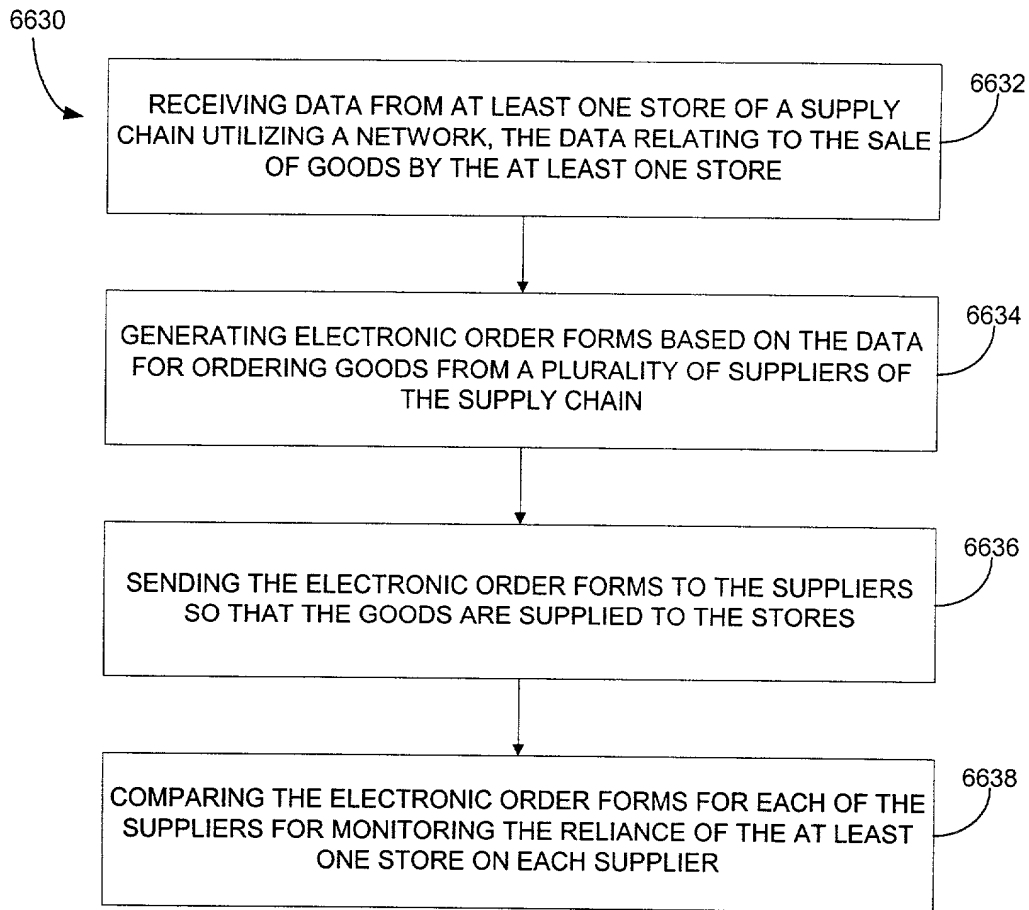 6630
6632
RECEIVING DATA FROM AT LEAST ONE STORE OF A SUPPLY
CHAIN UTILIZING A NETWORK, THE DATA RELATING TO THE SALE
OF GOODS BY THE AT LEAST ONE STORE
6634
GENERATING ELECTRONIC ORDER FORMS BASED ON THE DATA
FOR ORDERING GOODS FROM A PLURALITY OF SUPPLIERS OF
THE SUPPLY CHAIN
6636
SENDING THE ELECTRONIC ORDER FORMS TO THE SUPPLIERS
SO THAT THE GOODS ARE SUPPLIED TO THE STORES
6638
COMPARING THE ELECTRONIC ORDER FORMS FOR EACH OF THE
SUPPLIERS FOR MONITORING THE RELIANCE OF THE AT LEAST
ONE STORE ON EACH SUPPLIER